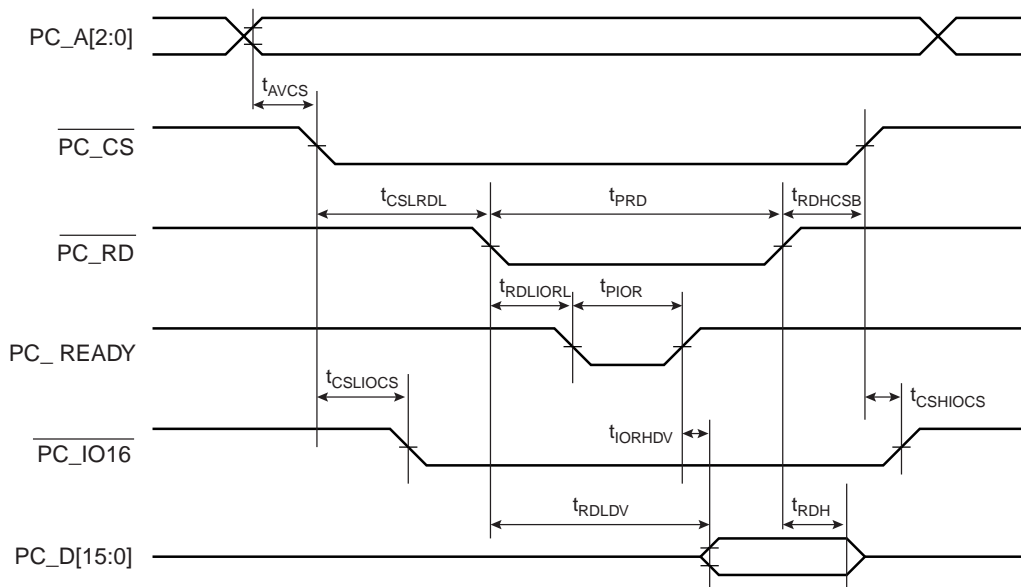 PC_A[2:0]
tAVCS
PC_CS
tCSLRDL
tPRD
tRDHCSB
PC_RD
tRDLIORL
tPIOR
PC_ READY
tCSLIOCS
tCSHIOCS
tIORHDV
PC_IO16
tRDLDV
tRDH
PC_D[15:0]